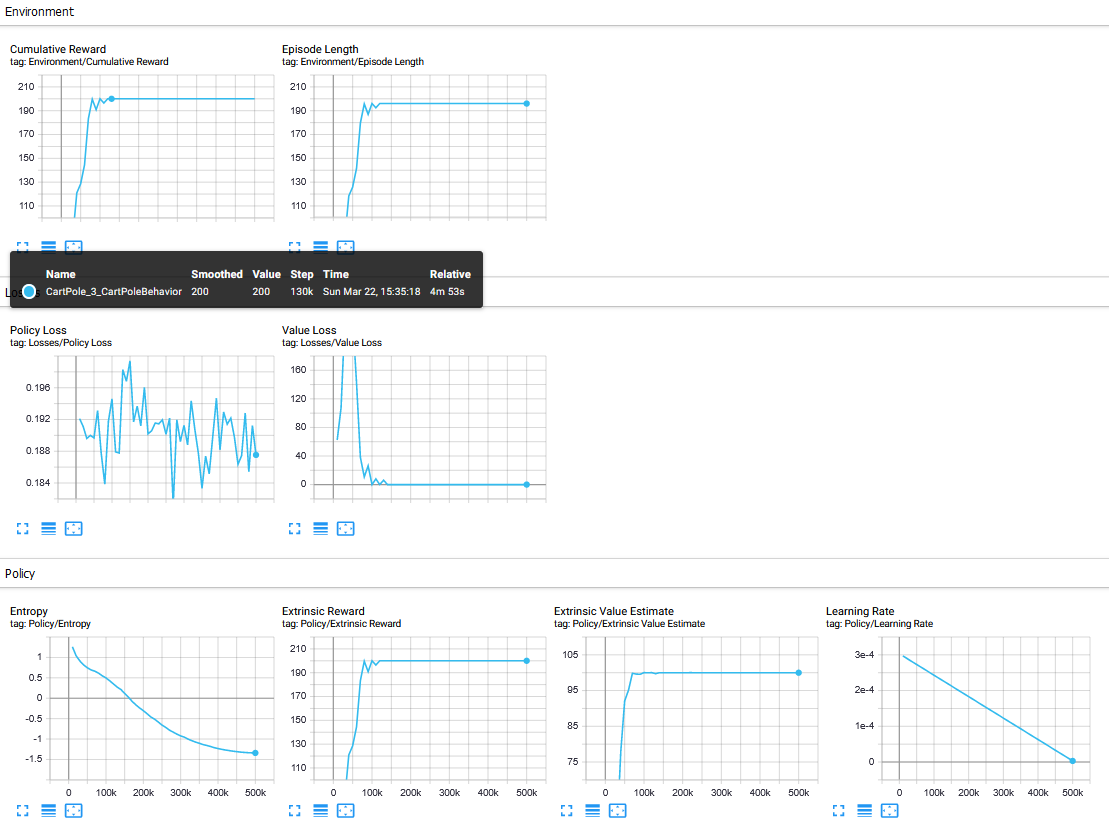 Environment
Cumulative Reward
tag: Environment/Cumulative Reward
210
190
170
150
130
110
Episode Length
tag: Environment/Episode Length
210
190
170
150
130
110
Name Smoothed Value Step Time Relative
CartPole_3_CartPoleBehavior 200 200 130k Sun Mar 22, 15:35:18 4m 53s
Policy Loss
tag: Losses/Policy Loss
0.196
0.192
0.188
0.184
Value Loss
tag: Losses/Value Loss
160
120
80
40
0
Policy
Entropy
tag: Policy/Entropy
1
0.5
0
-0.5
-1
-1.5
0 100k 200k 300k 400k 500k
Extrinsic Reward
tag: Policy/Extrinsic Reward
210
190
170
150
130
110
0 100k 200k 300k 400k 500k
Extrinsic Value Estimate
tag: Policy/Extrinsic Value Estimate
105
95
85
75
0 100k 200k 300k 400k 500k
Learning Rate
tag: Policy/Learning Rate
3e-4
2e-4
1e-4
0
0 100k 200k 300k 400k 500k